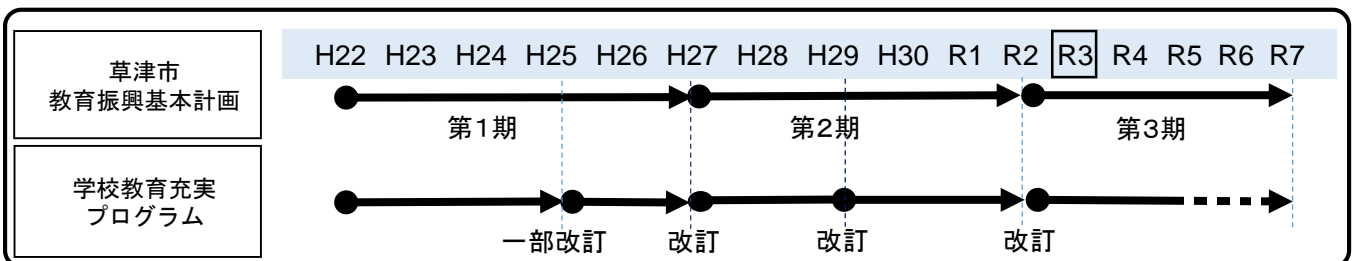 草津市
教育振興基本計画
H22 H23 H24 H25 H26 H27 H28 H29 H30 R1 R2 R3 R4 R5 R6 R7
第1期 第2期 第3期
学校教育充実
プログラム
一部改訂 改訂 改訂 改訂